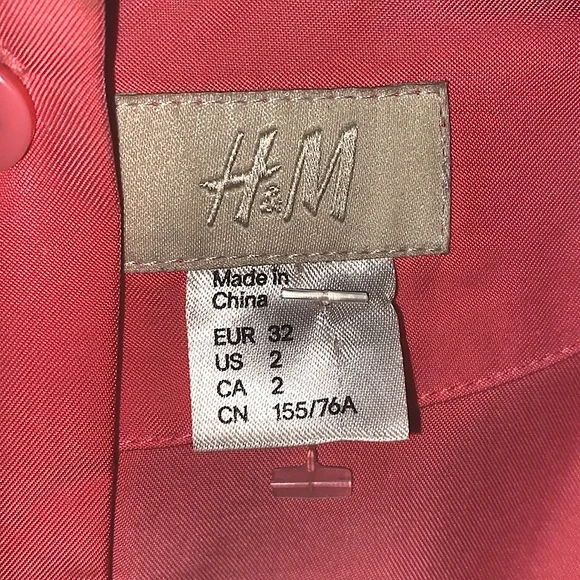 H&M
Made in
China
EUR 32
US 2
CA 2
CN 155/76A